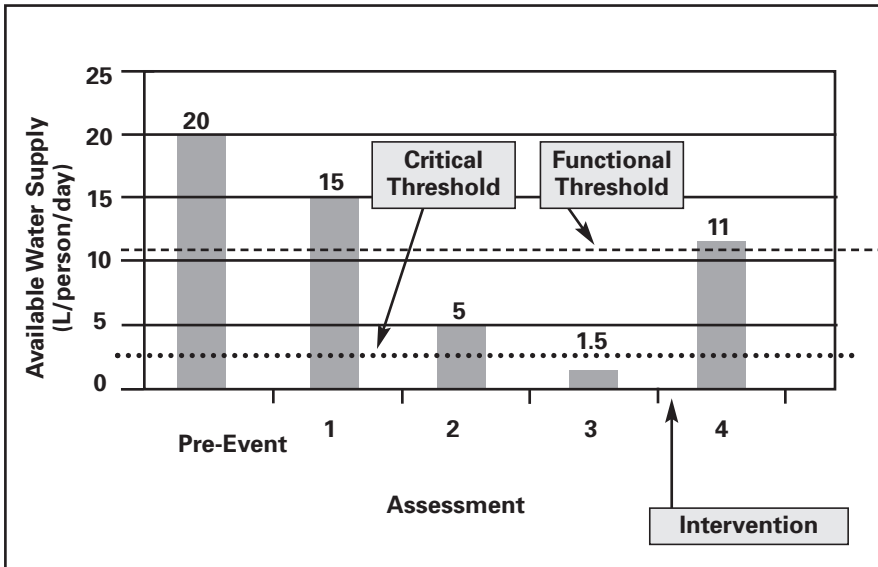 Available Water Supply
(L/person/day)
25
20
15
10
5
0
20
15
5
1.5
11
Critical
Threshold
Functional
Threshold
Pre-Event
1
2
3
4
Assessment
Intervention